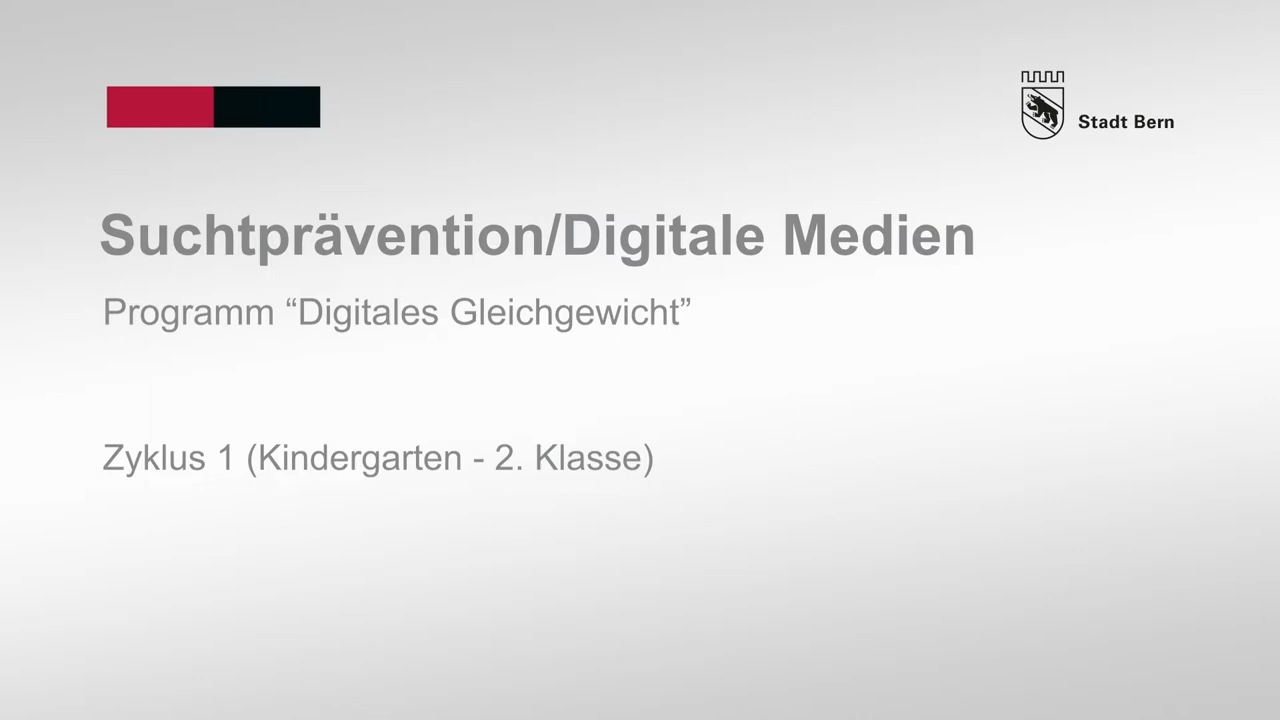 Stadt Bern
Suchtprävention/Digitale Medien
Programm “Digitales Gleichgewicht”
Zyklus 1 (Kindergarten - 2. Klasse)